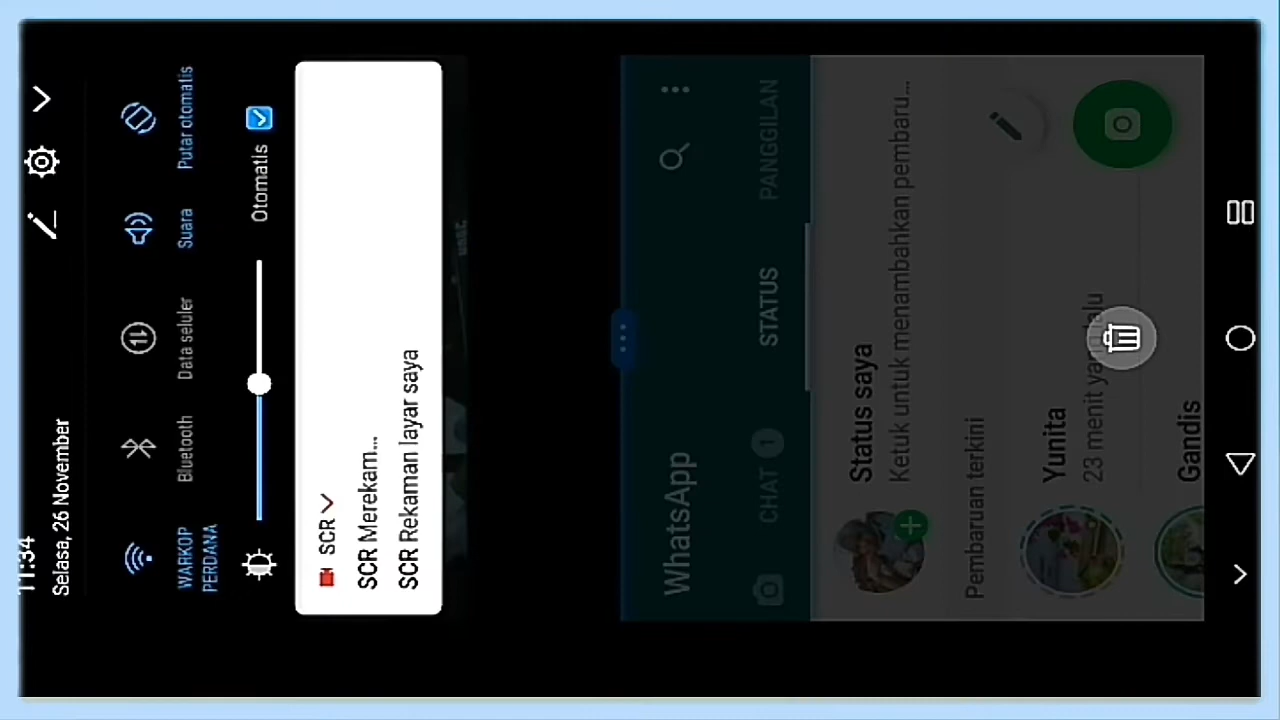 11:34
Selasa, 26 November
WARKOP
PERDANA
Bluetooth
Data seluler
Suara
Putar otomatis
Otomatis
SCR
SCR Merekam...
SCR Rekaman layar saya
WhatsApp
CHAT 1
STATUS
PANGGILAN
Status saya
Ketuk untuk menambahkan pembaru...
Pembaruan terkini
Yunita
23 menit yang lalu
Gandis